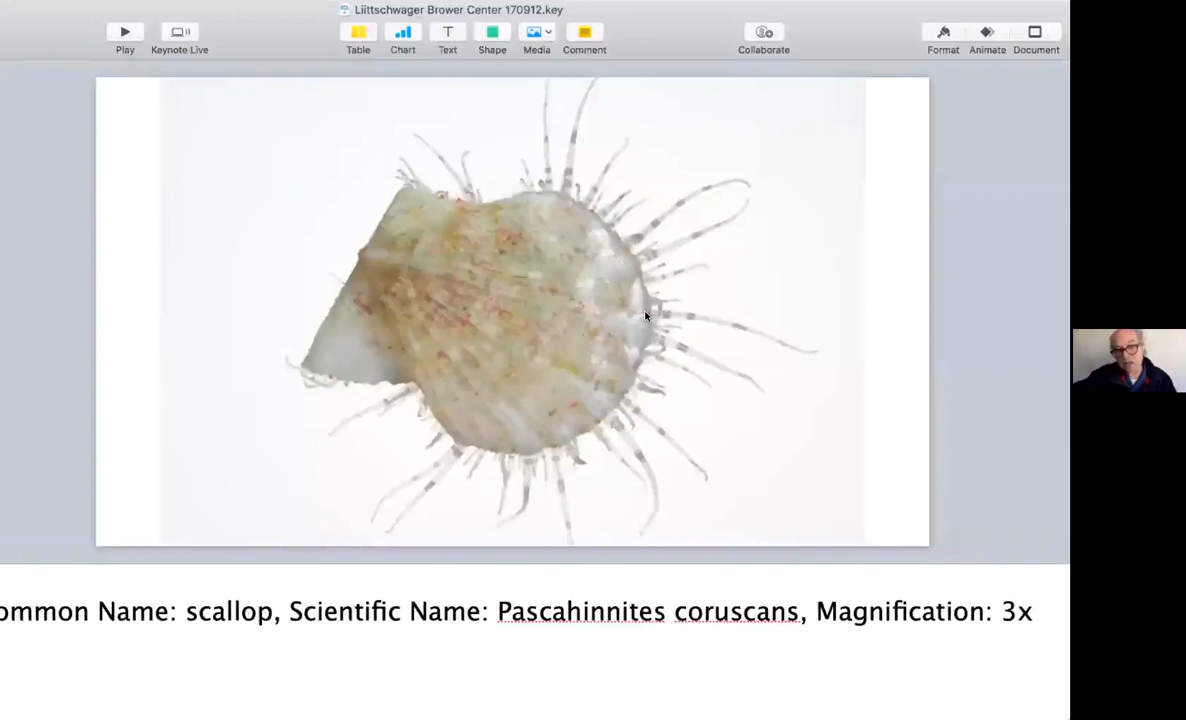 Liittschwager Brower Center 170912.key
Play
Keynote Live
Table
Chart
Text
Shape
Media
Comment
Collaborate
Format
Animate
Document
ommon Name: scallop, Scientific Name: Pascahinnites coruscans, Magnification: 3x